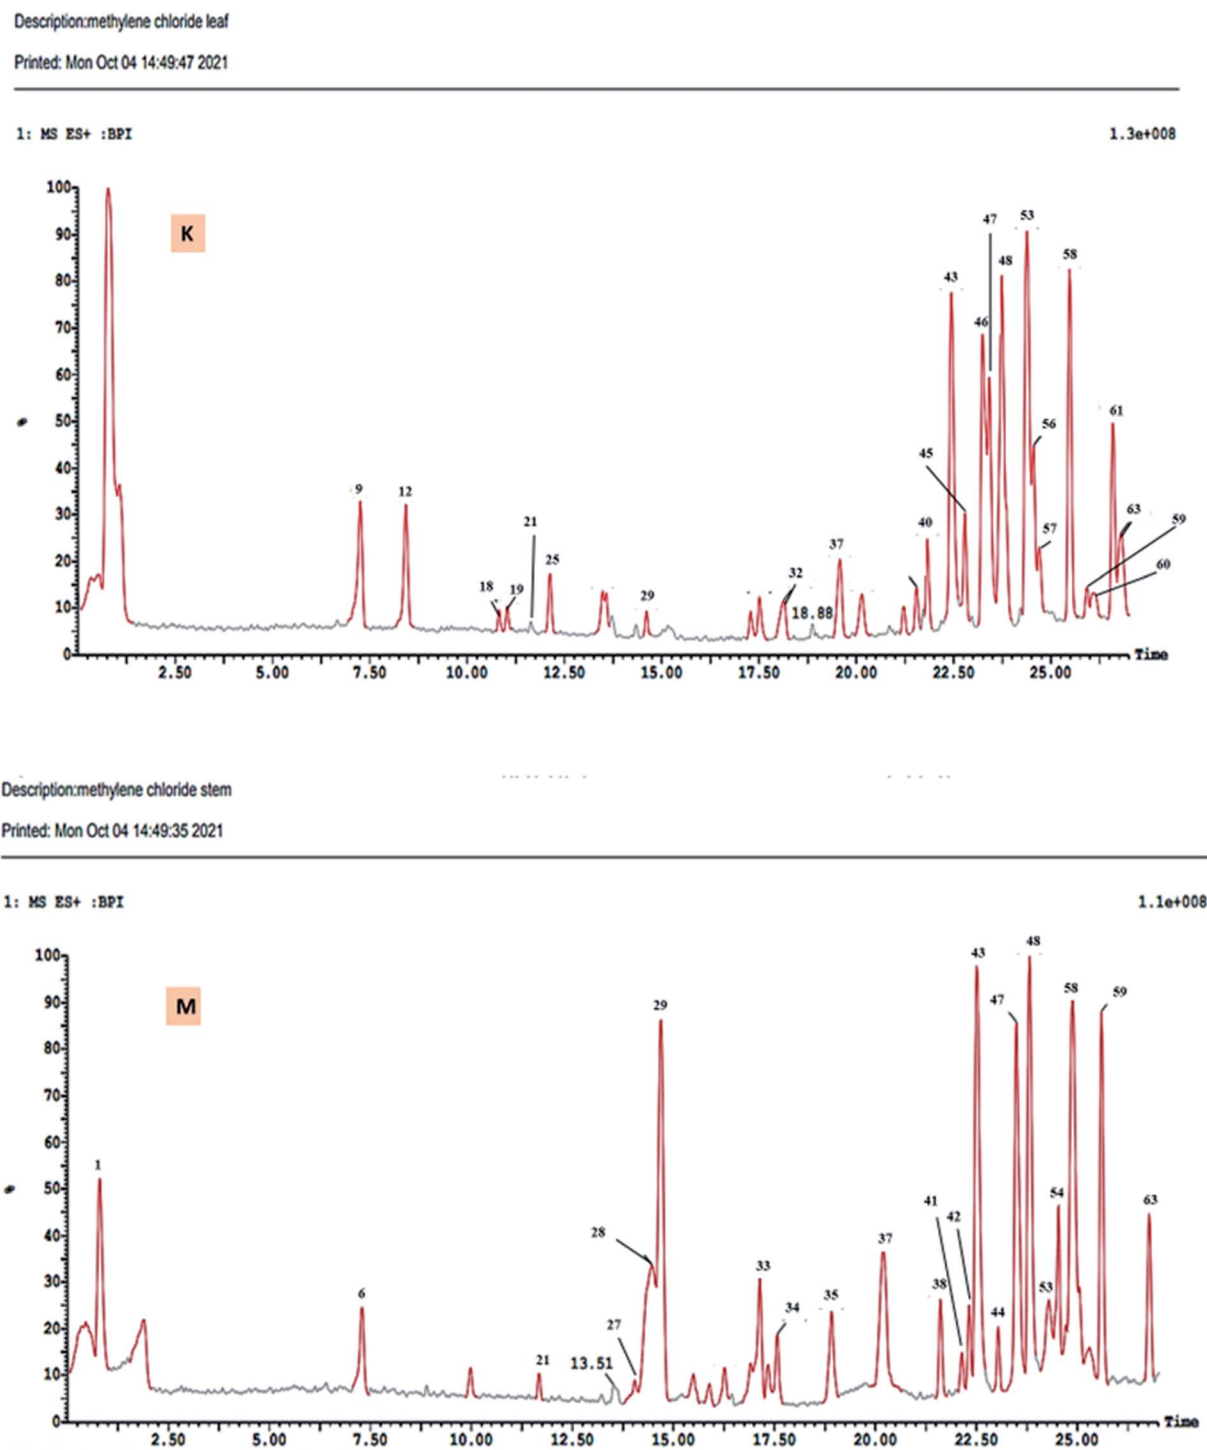 Description:methylene chloride leaf
Printed: Mon Oct 04 14:49:47 2021
1: MS ES+ :BPI 1.3e+008
100
K
47 53
90
48
43 58
80
46
70
60
61
50
56
45
40
9 12
63
21 40 59
30
57
37
25 60
20
18 19 29 32
18.88
10
0
Time
2.50 5.00 7.50 10.00 12.50 15.00 17.50 20.00 22.50 25.00
%
Description:methylene chloride stem
Printed: Mon Oct 04 14:49:35 2021
1: MS ES+ :BPI 1.1e+008
100
43 48
M
29 47 58 59
90
80
70
60
1
54
50
41 42 63
28 37
40
33
38 53
6 34 35
30
27 44
20
21 13.51
10
0
Time
2.50 5.00 7.50 10.00 12.50 15.00 17.50 20.00 22.50 25.00
%